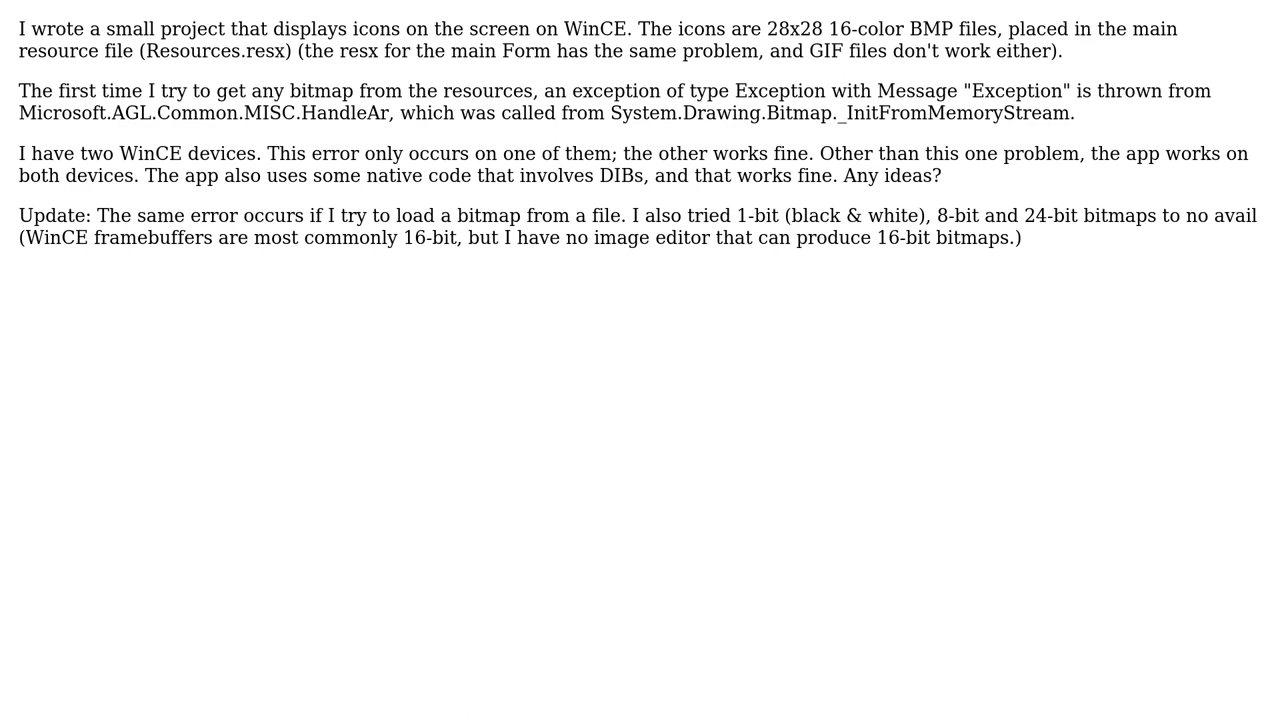 I wrote a small project that displays icons on the screen on WinCE. The icons are 28x28 16-color BMP files, placed in the main
resource file (Resources.resx) (the resx for the main Form has the same problem, and GIF files don't work either).
The first time I try to get any bitmap from the resources, an exception of type Exception with Message "Exception" is thrown from
Microsoft.AGL.Common.MISC.HandleAr, which was called from System.Drawing.Bitmap._InitFromMemoryStream.
I have two WinCE devices. This error only occurs on one of them; the other works fine. Other than this one problem, the app works on
both devices. The app also uses some native code that involves DIBs, and that works fine. Any ideas?
Update: The same error occurs if I try to load a bitmap from a file. I also tried 1-bit (black & white), 8-bit and 24-bit bitmaps to no avail
(WinCE framebuffers are most commonly 16-bit, but I have no image editor that can produce 16-bit bitmaps.)